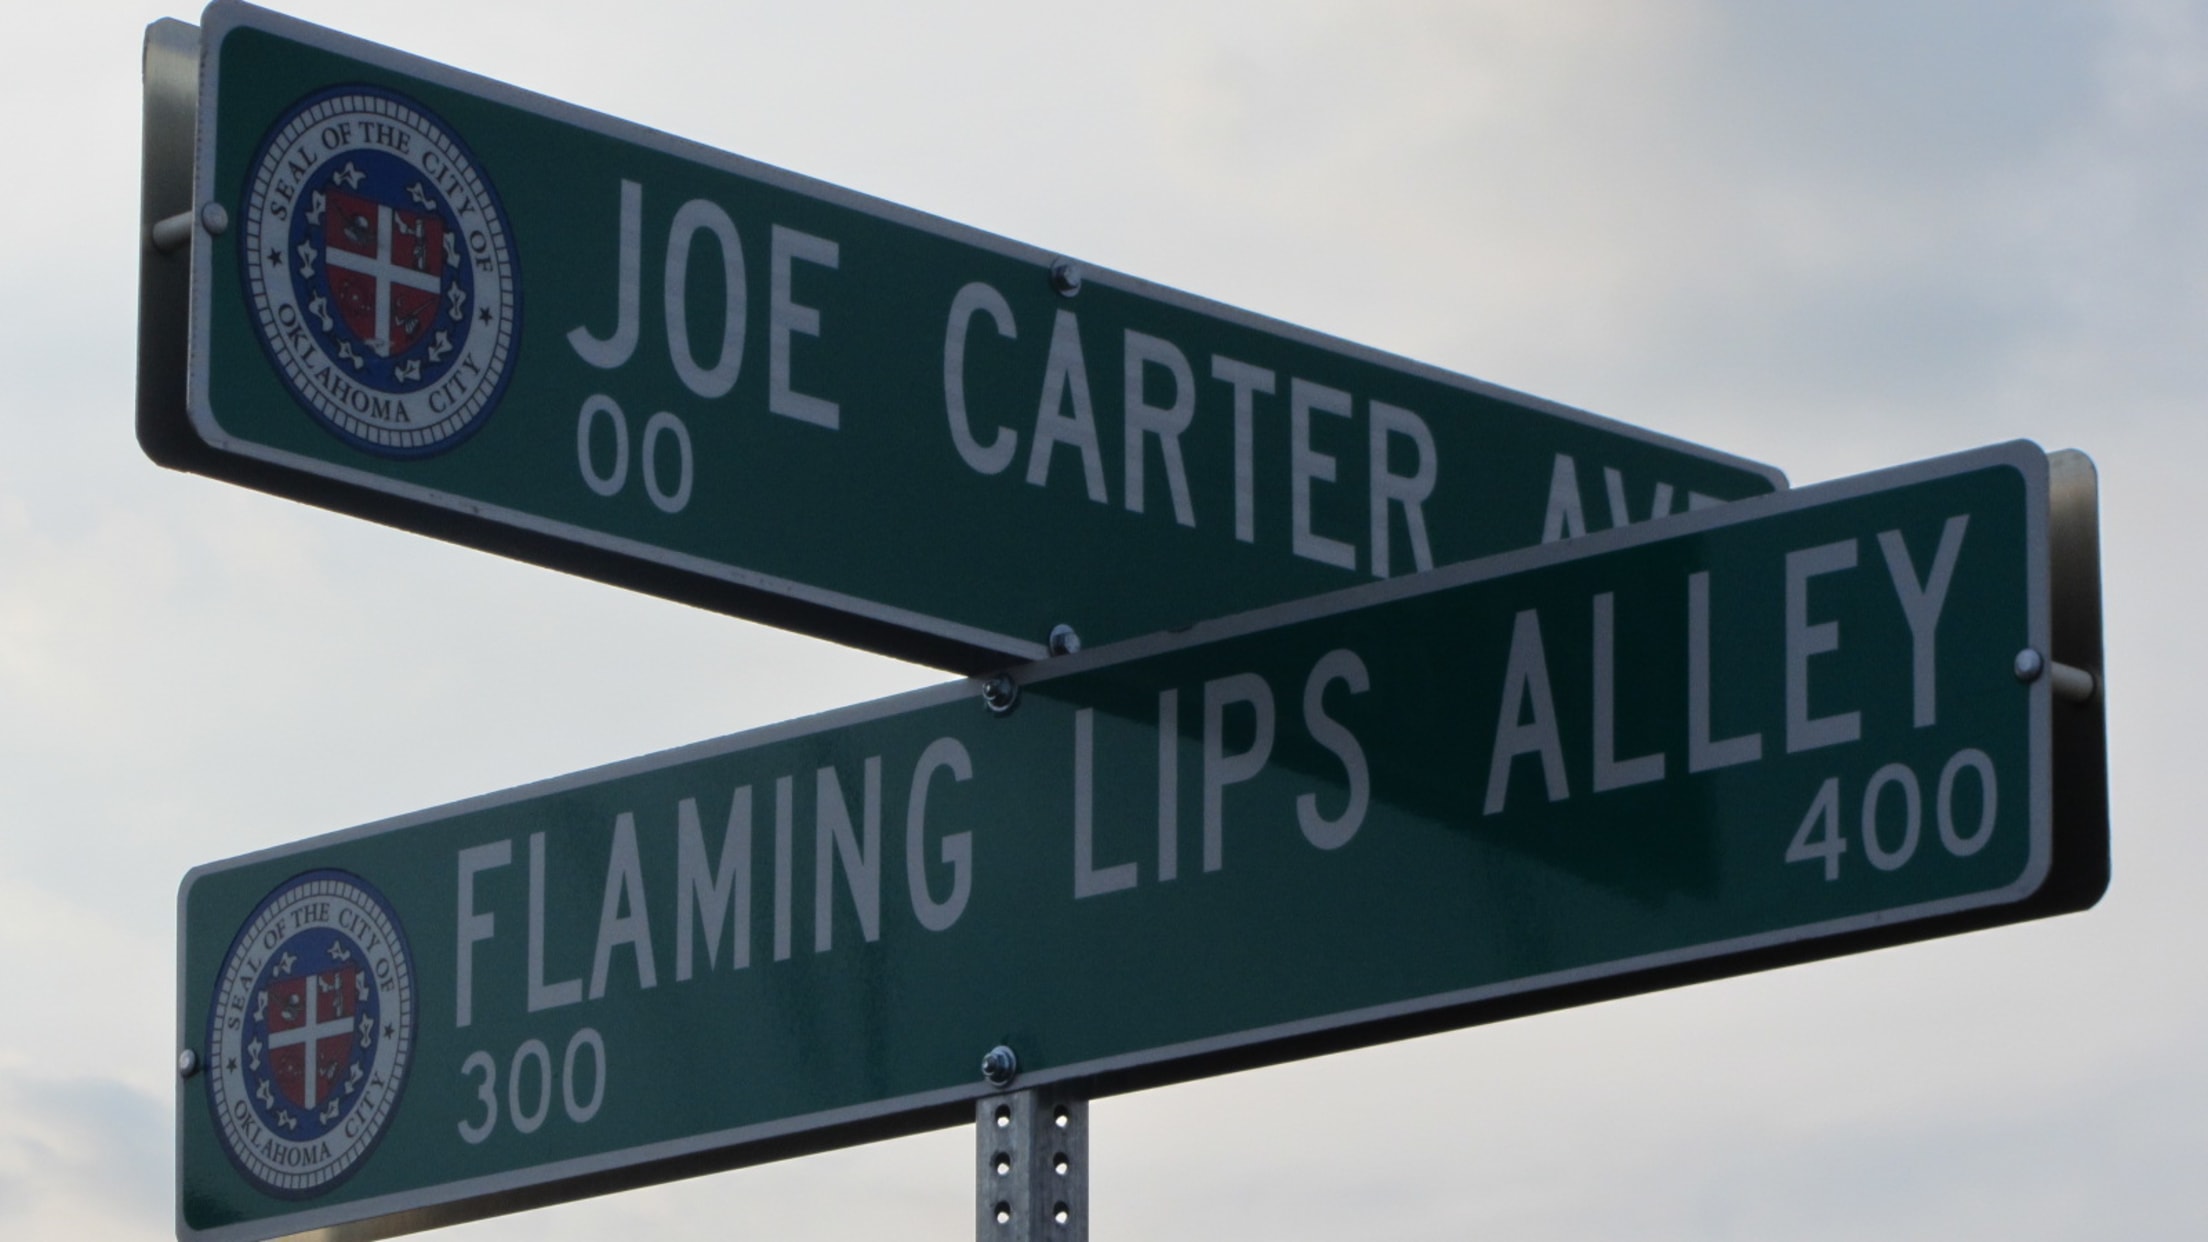 SEAL OF THE CITY OF
OKLAHOMA CITY
JOE CARTER AVE
00
FLAMING LIPS ALLEY
300
400
SEAL OF THE CITY OF
OKLAHOMA CITY